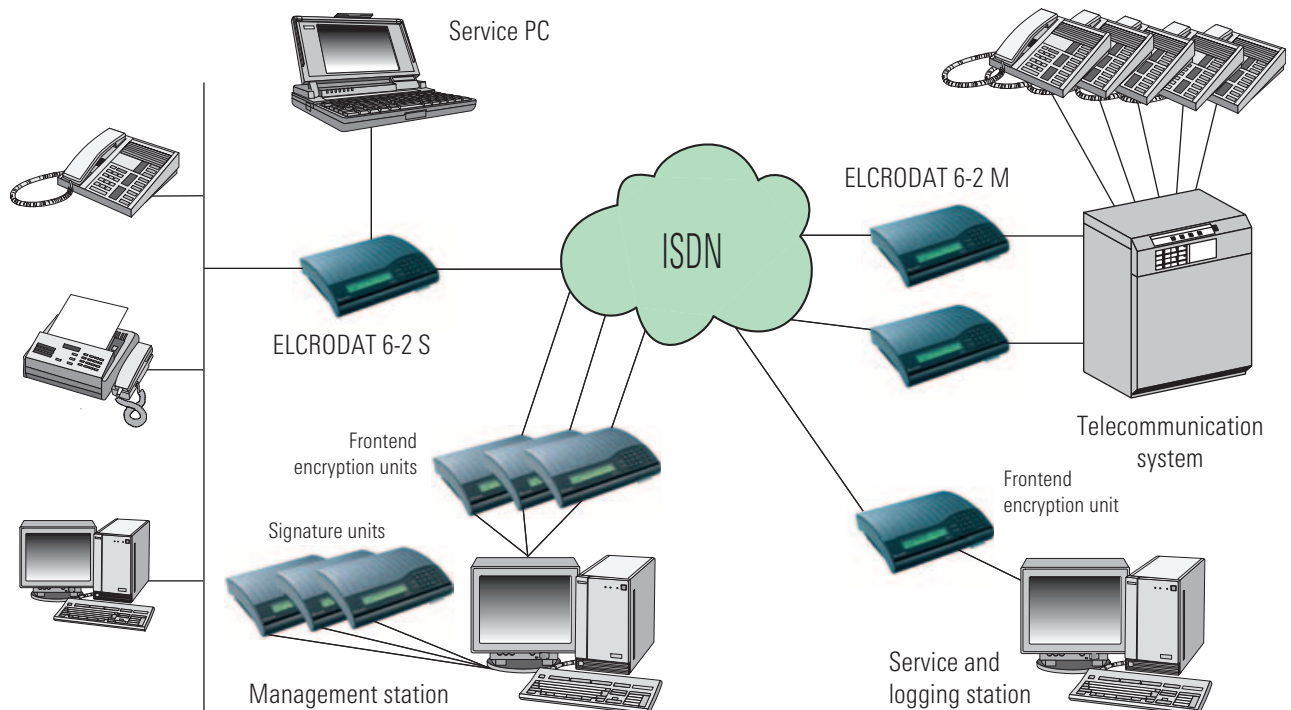 Service PC
ELCRODAT 6-2 M
ISDN
ELCRODAT 6-2 S
Telecommunication
system
Frontend
encryption units
Frontend
encryption unit
Signature units
Management station
Service and
logging station